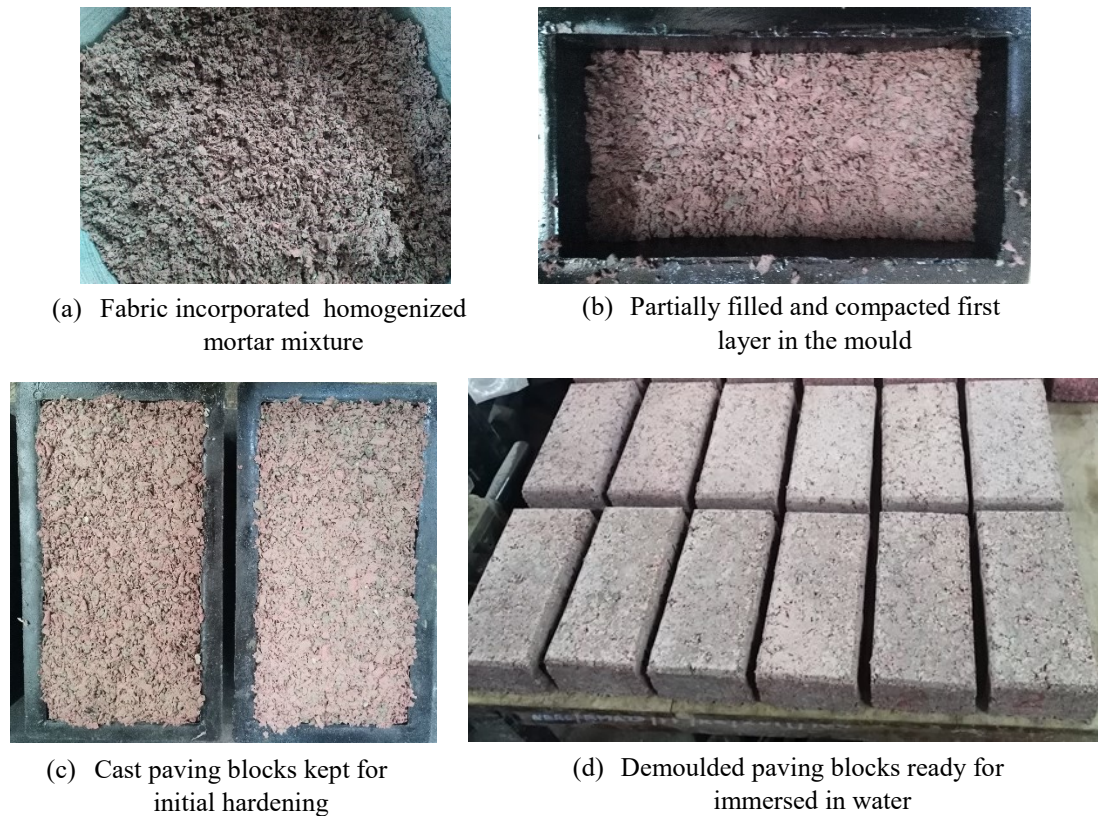 (a) Fabric incorporated homogenized
mortar mixture
(b) Partially filled and compacted first
layer in the mould
(c) Cast paving blocks kept for
initial hardening
(d) Demoulded paving blocks ready for
immersed in water